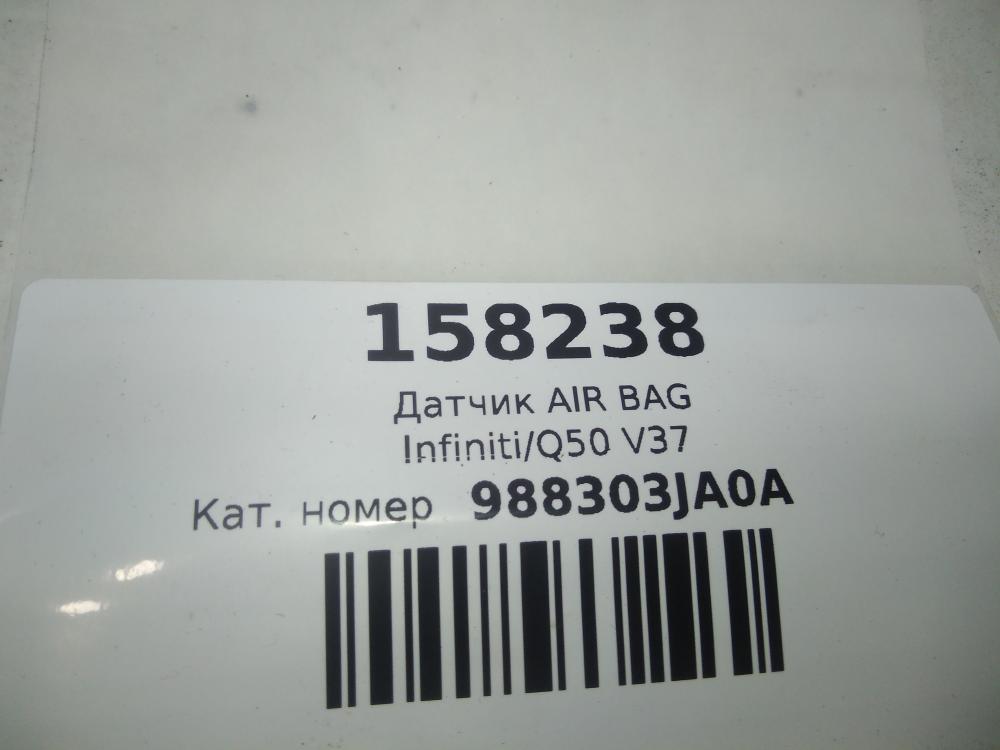 158238
Датчик AIR BAG
Infiniti/Q50 V37
Кат. номер 988303JA0A